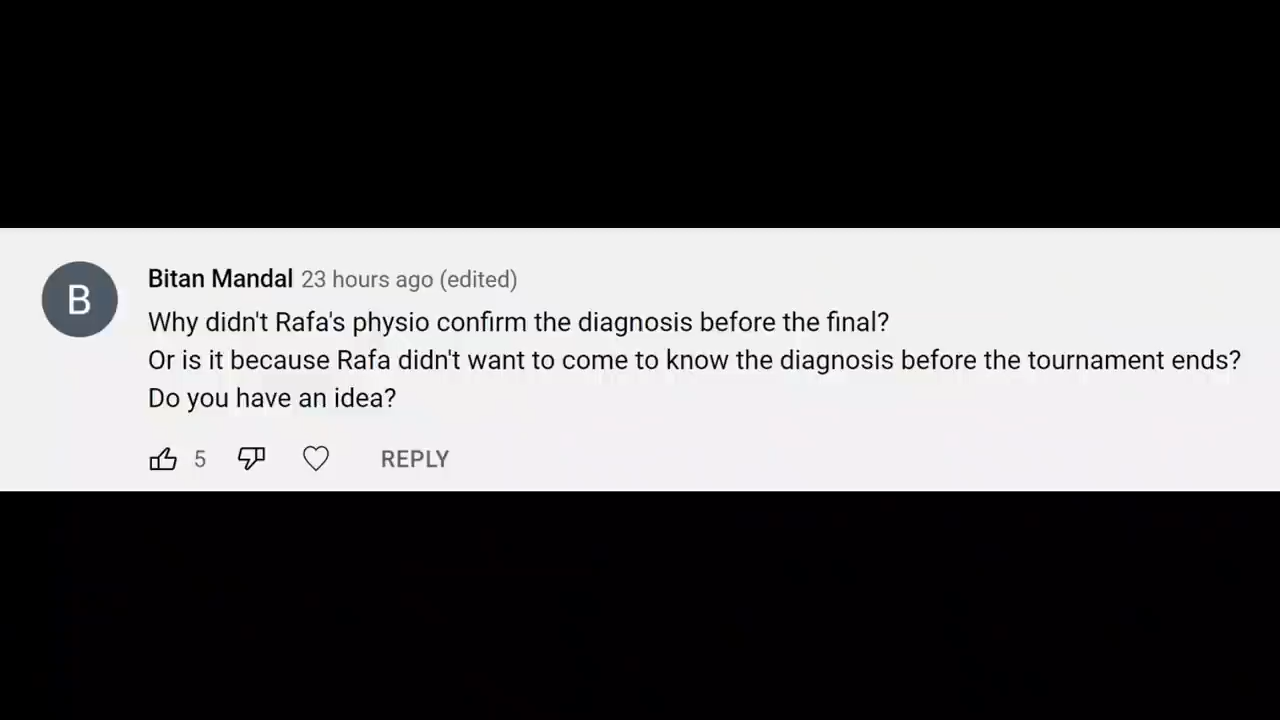 B
Bitan Mandal 23 hours ago (edited)
Why didn't Rafa's physio confirm the diagnosis before the final?
Or is it because Rafa didn't want to come to know the diagnosis before the tournament ends?
Do you have an idea?
5 REPLY